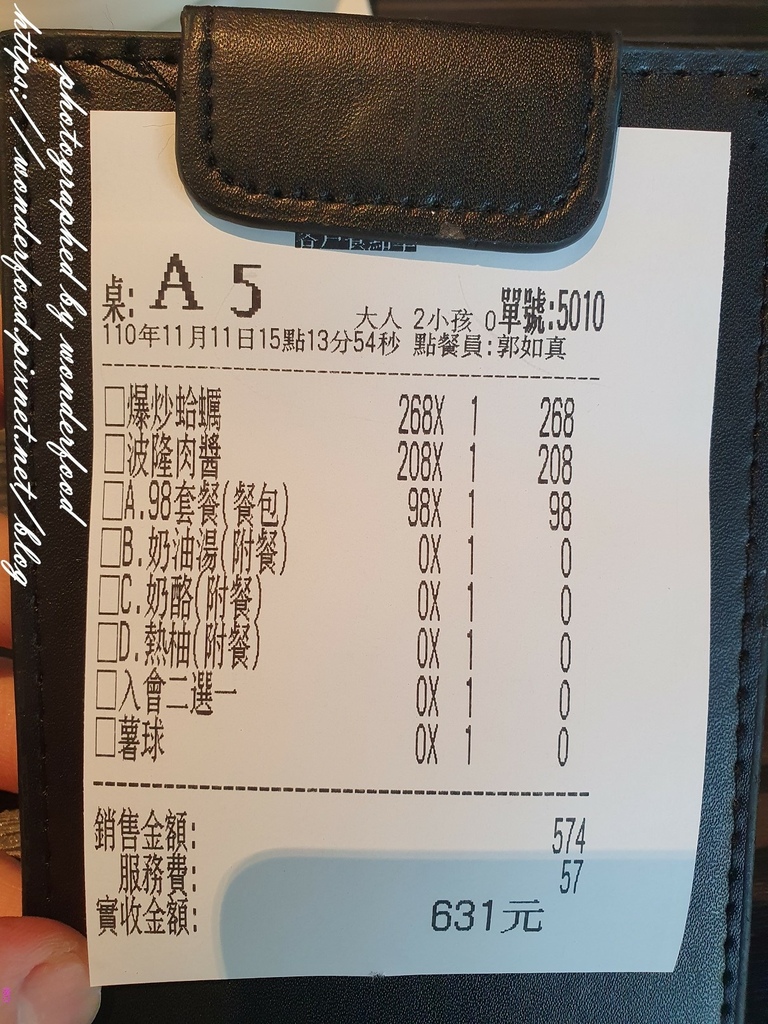 https://wonderfood.pixnet.net/blog
photographed by wonderfood
桌: A 5
大人 2小孩 0單號:5010
110年11月11日15點13分54秒 點餐員:郭如真
□爆炒蛤蠣 268X 1 268
□波隆肉醬 208X 1 208
□A.98套餐(餐包) 98X 1 98
□B.奶油湯(附餐) 0X 1 0
□C.奶酪(附餐) 0X 1 0
□D.熱柚(附餐) 0X 1 0
□入會二選一 0X 1 0
□薯球 0X 1 0
銷售金額: 574
服務費: 57
實收金額: 631元